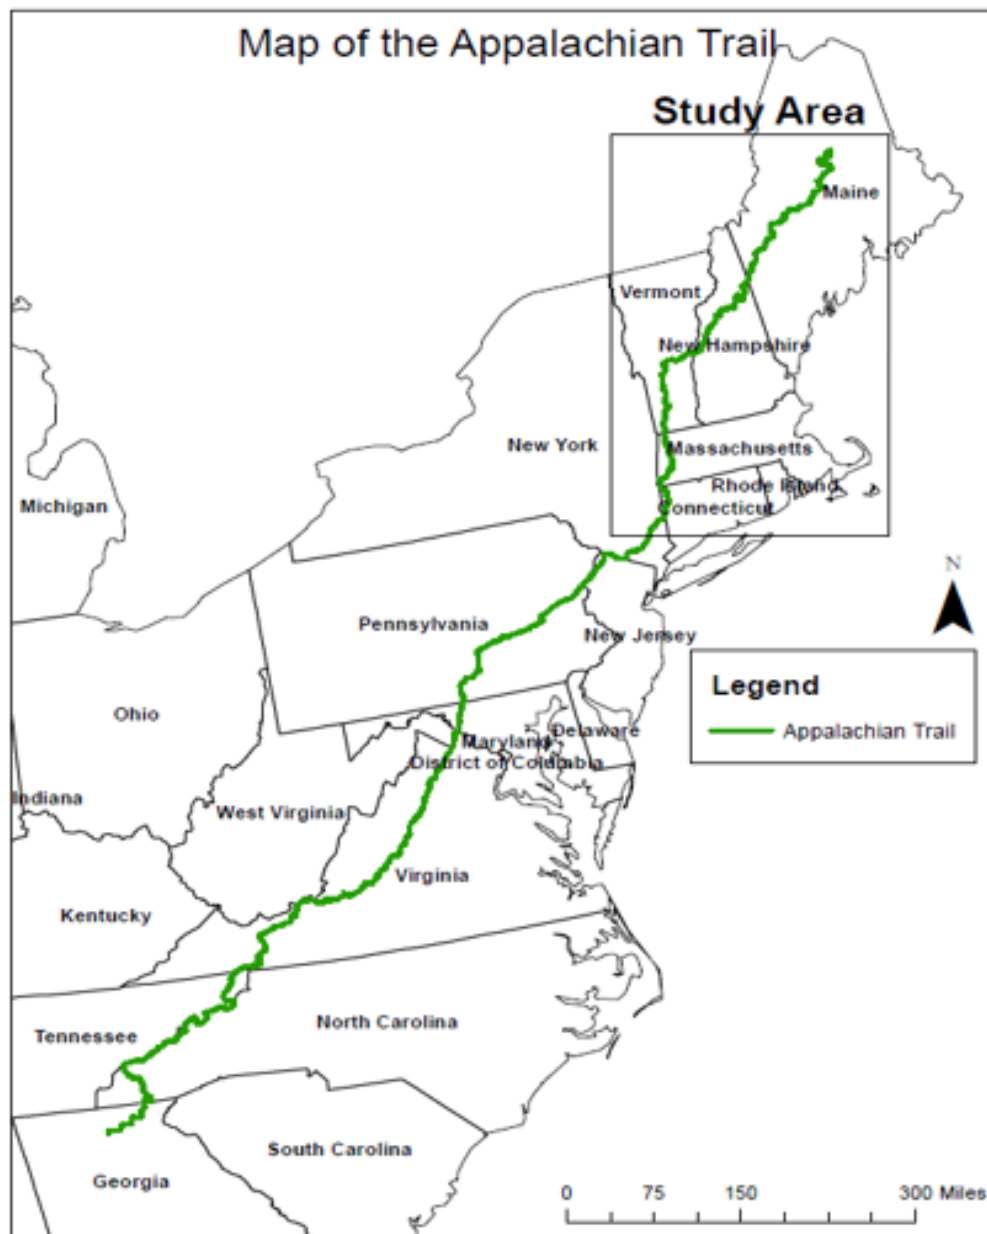 Map of the Appalachian Trail
Study Area
Maine
Vermont
New Hampshire
New York
Massachusetts
Rhode Island
Connecticut
Michigan
N
Pennsylvania
New Jersey
Legend
Appalachian Trail
Ohio
Maryland
Delaware
District of Columbia
Indiana
West Virginia
Virginia
Kentucky
North Carolina
Tennessee
South Carolina
Georgia
0 75 150 300 Miles